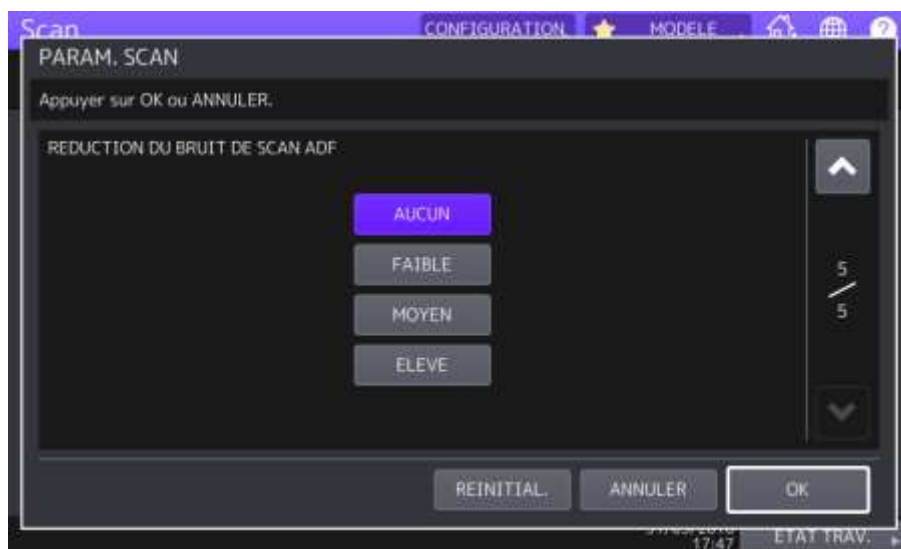 Scan
CONFIGURATION. MODELE
PARAM. SCAN
Appuyer sur OK ou ANNULER.
REDUCTION DU BRUIT DE SCAN ADF
AUCUN
FAIBLE
MOYEN
ELEVE
5
5
REINITIAL.
ANNULER
OK
17:47
ETAT TRAV.